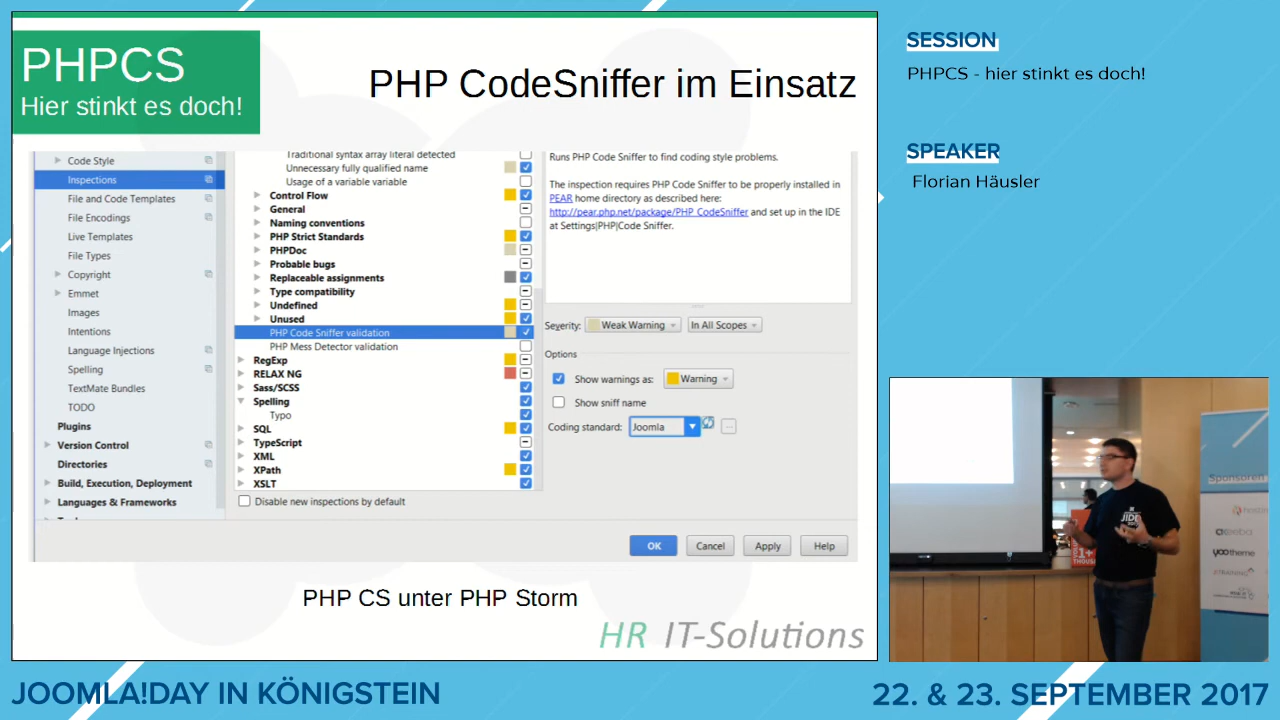 PHPCS
Hier stinkt es doch!
PHP CodeSniffer im Einsatz
Code Style
Inspections
File and Code Templates
File Encodings
Live Templates
File Types
Copyright
Emmet
Images
Intentions
Language Injections
Spelling
TextMate Bundles
TODO
Plugins
Version Control
Directories
Build, Execution, Deployment
Languages & Frameworks
Traditional syntax array literal detected
Unnecessary fully qualified name
Usage of a variable variable
Control Flow
General
Naming conventions
PHP Strict Standards
PHPDoc
Probable bugs
Replaceable assignments
Type compatibility
Undefined
Unused
PHP Code Sniffer validation
PHP Mess Detector validation
RegExp
RELAX NG
Sass/SCSS
Spelling
Typo
SQL
TypeScript
XML
XPath
XSLT
Disable new inspections by default
Runs PHP Code Sniffer to find coding style problems.
The inspection requires PHP Code Sniffer to be properly installed in
PEAR home directory as described here:
http://pear.php.net/package/PHP_CodeSniffer and set up in the IDE
at Settings|PHP|Code Sniffer.
Severity: Weak Warning In All Scopes
Options
Show warnings as: Warning
Show sniff name
Coding standard: Joomla
OK Cancel Apply Help
PHP CS unter PHP Storm
HR IT-Solutions
SESSION
PHPCS - hier stinkt es doch!
SPEAKER
Florian Häusler
Sponsoren
yootheme
JOOMLA!DAY IN KÖNIGSTEIN
22. & 23. SEPTEMBER 2017